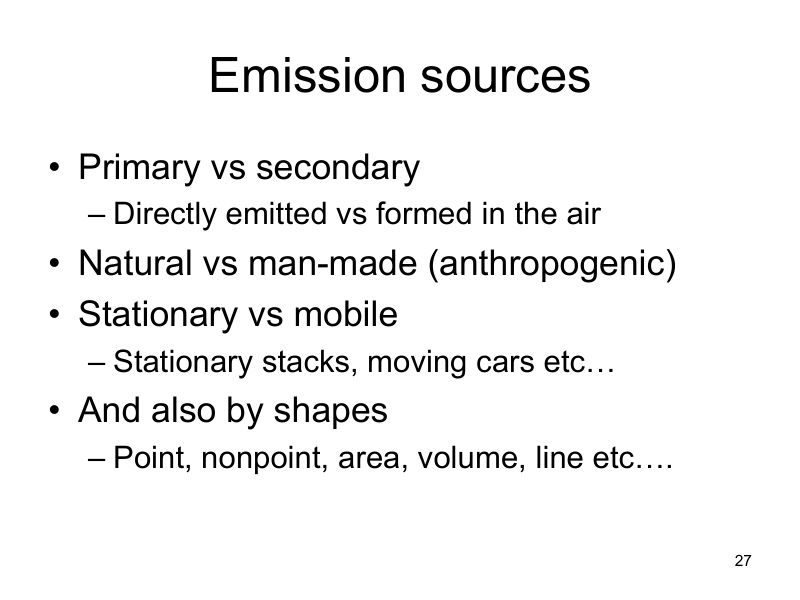 Emission sources
• Primary vs secondary
– Directly emitted vs formed in the air
• Natural vs man-made (anthropogenic)
• Stationary vs mobile
– Stationary stacks, moving cars etc…
• And also by shapes
– Point, nonpoint, area, volume, line etc….
27